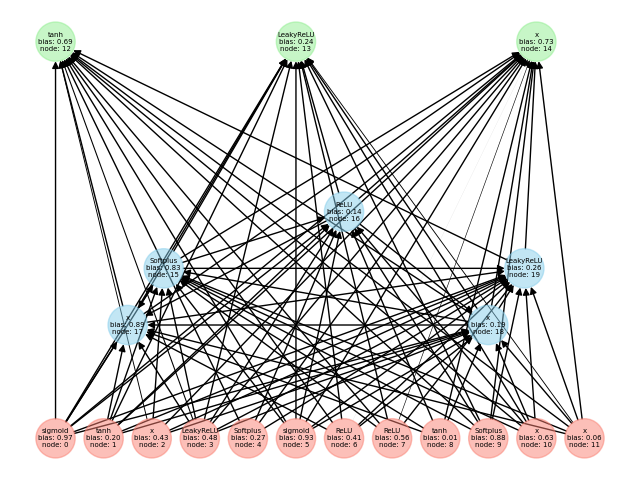 tanh
bias: 0.69
node: 12
LeakyReLU
bias: 0.24
node: 13
x
bias: 0.73
node: 14
ReLU
bias: 0.14
node: 16
Softplus
bias: 0.83
node: 15
LeakyReLU
bias: 0.26
node: 19
x
bias: 0.89
node: 17
x
bias: 0.19
node: 18
sigmoid
bias: 0.97
node: 0
tanh
bias: 0.20
node: 1
x
bias: 0.43
node: 2
LeakyReLU
bias: 0.48
node: 3
Softplus
bias: 0.27
node: 4
sigmoid
bias: 0.93
node: 5
ReLU
bias: 0.41
node: 6
ReLU
bias: 0.56
node: 7
tanh
bias: 0.01
node: 8
Softplus
bias: 0.88
node: 9
x
bias: 0.63
node: 10
x
bias: 0.06
node: 11